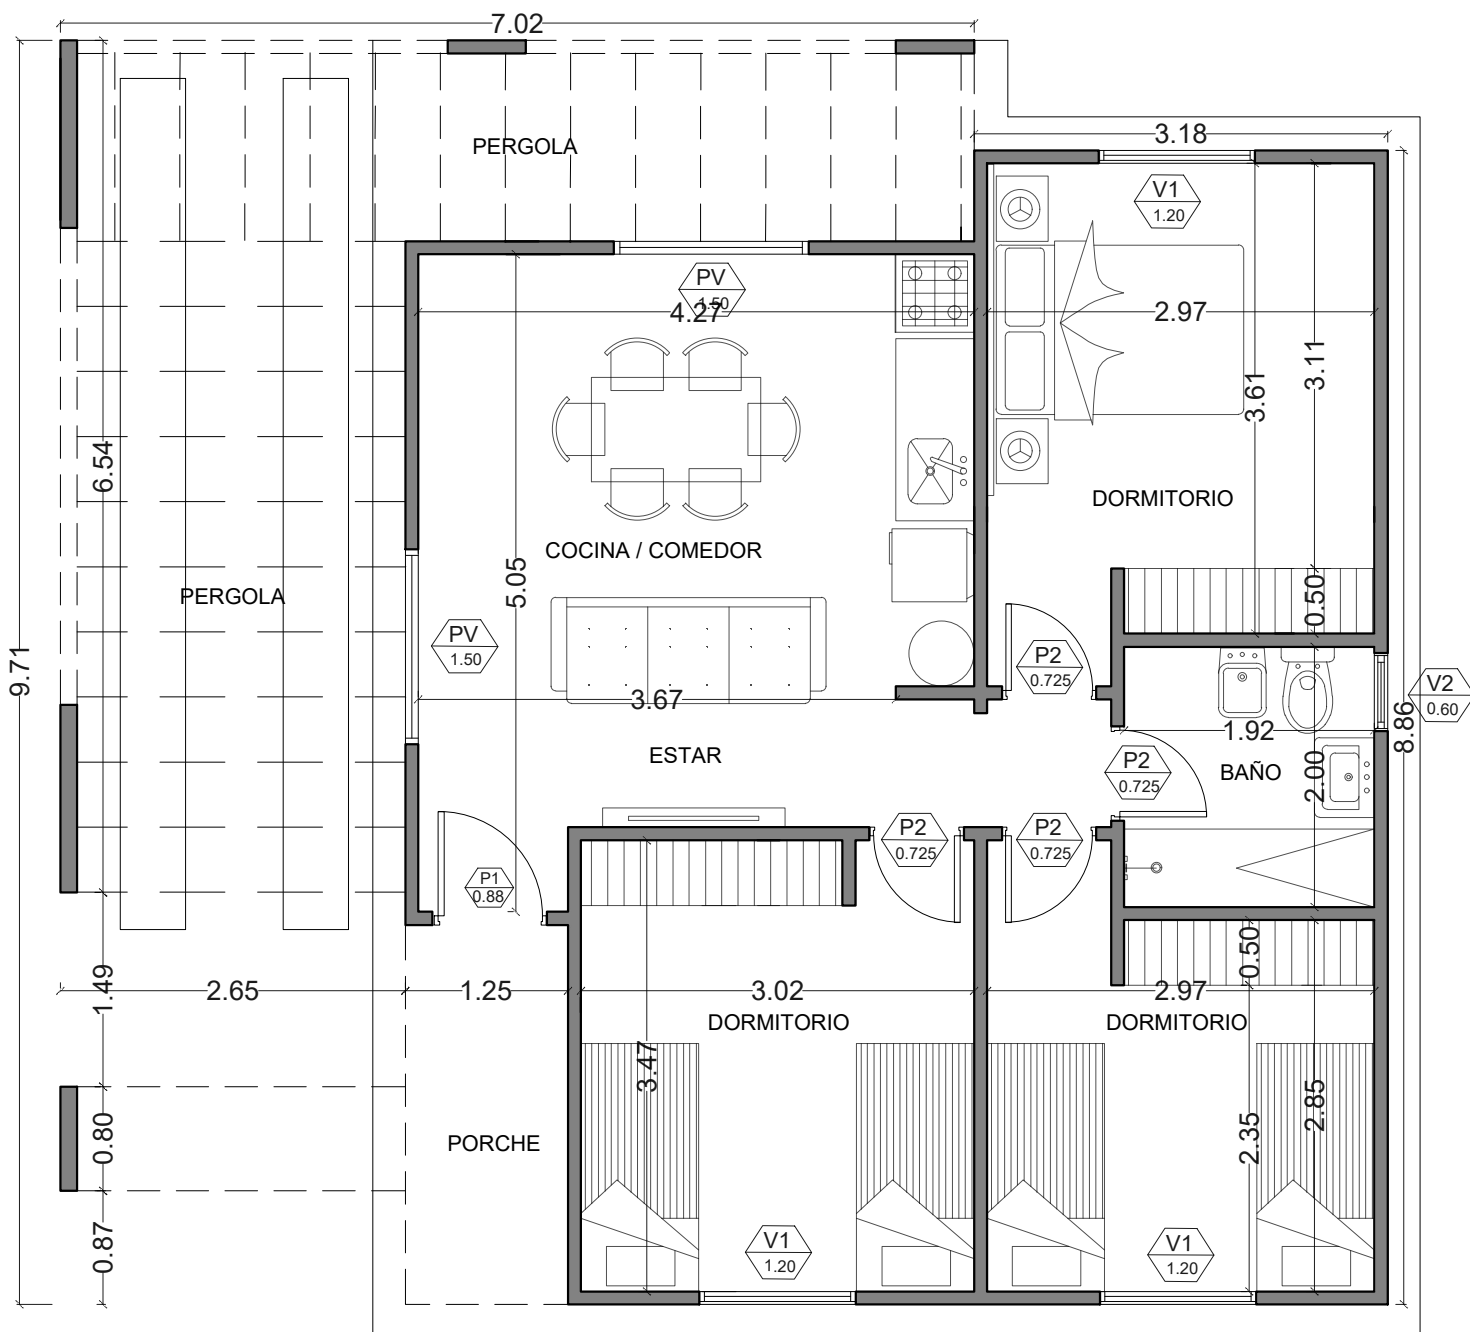 7.02
3.18
PERGOLA
V1
1.20
PV
1.50
4.27
2.97
3.11
3.61
6.54
DORMITORIO
COCINA / COMEDOR
5.05
PERGOLA
0.50
PV
1.50
P2
0.725
9.71
V2
0.60
3.67
8.86
1.92
ESTAR
P2
0.725
BAÑO
2.00
P2
0.725
P2
0.725
P1
0.88
0.50
1.49
2.65
1.25
3.02
2.97
DORMITORIO
DORMITORIO
3.47
2.85
0.80
PORCHE
2.35
0.87
V1
1.20
V1
1.20